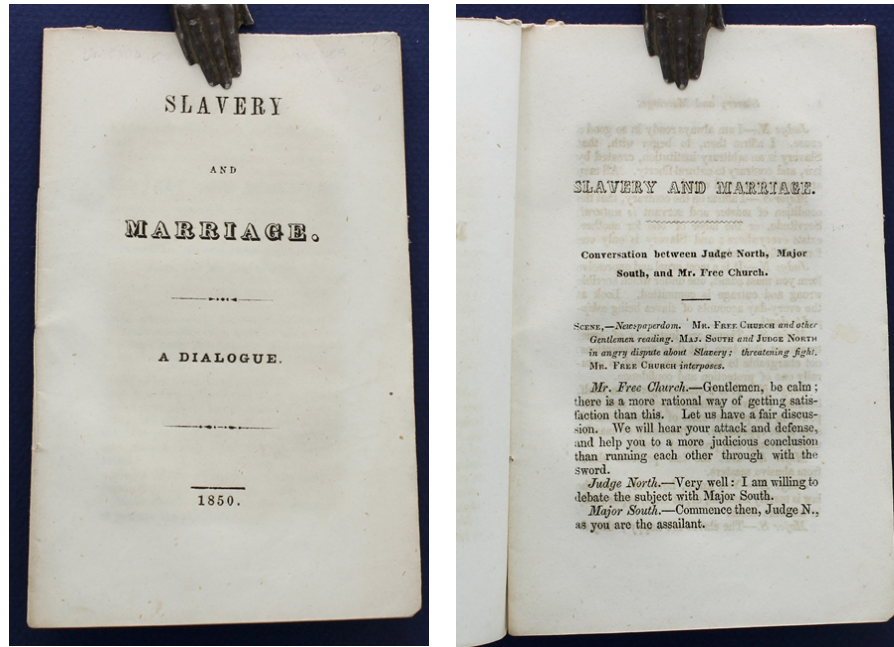 SLAVERY
AND
MARRIAGE.
A DIALOGUE.
1850.
SLAVERY AND MARRIAGE.
Conversation between Judge North, Major
South, and Mr. Free Church.
SCENE,—Newspaperdom. MR. FREE CHURCH and other
Gentlemen reading. MAJ. SOUTH and JUDGE NORTH
in angry dispute about Slavery; threatening fight.
MR. FREE CHURCH interposes.
Mr. Free Church.—Gentlemen, be calm;
there is a more rational way of getting satis-
faction than this. Let us have a fair discus-
sion. We will hear your attack and defense,
and help you to a more judicious conclusion
than running each other through with the
sword.
Judge North.—Very well: I am willing to
debate the subject with Major South.
Major South.—Commence then, Judge N.,
as you are the assailant.